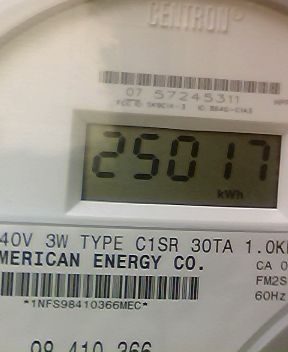 CENTRON®
07 57245311
25017
kWh
40V 3W TYPE C1SR 30TA 1.0K
MERICAN ENERGY CO.
CA 0
FM2S
60Hz
*1NFS98410366MEC*
98 410 366